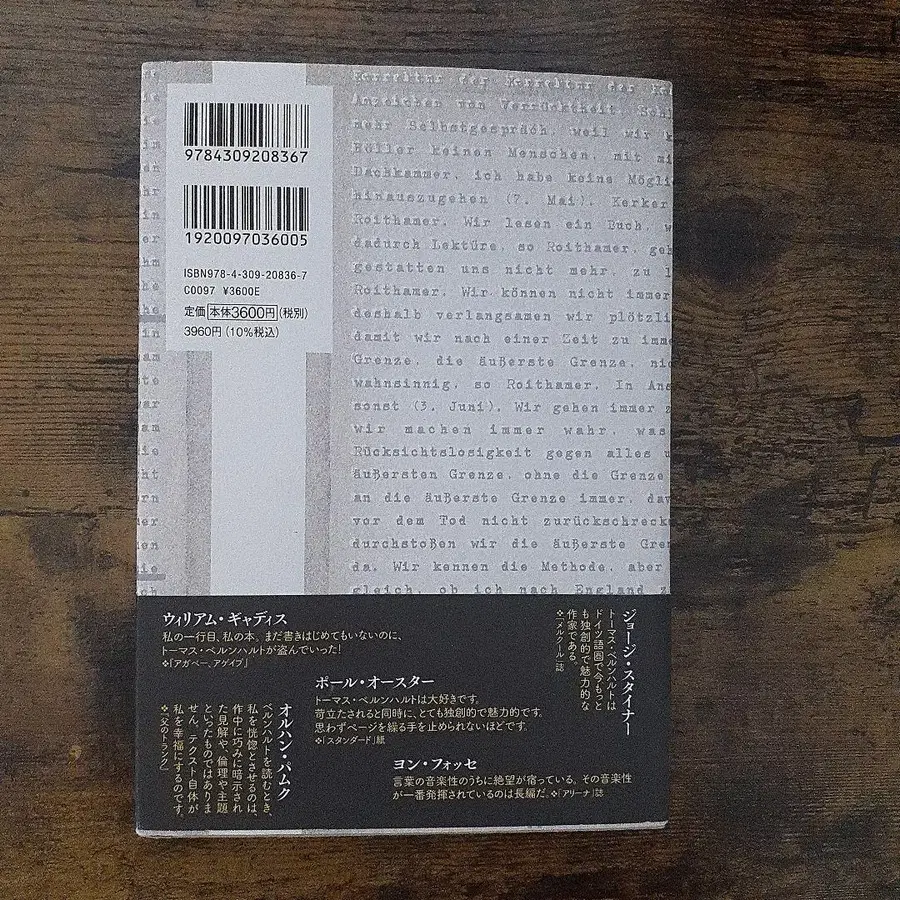 9784309208367
1920097036005
ISBN978-4-309-20836-7
C0097 ¥3600E
定価 本体3600円 (税別)
3960円 (10%税込)
Korrektur der Korrektur der
Anzeichen von Verrücktheit,
mehr Selbstgespräch, weil wir
Höller keinen Menschen, mit
Dachkammer, ich habe keine Mögli
hinauszugehen (7. Mai). Kerker
Roithamer. Wir lesen ein Buch,
dadurch Lektüre, so Roithamer,
gestatten uns nicht mehr, zu
Roithamer. Wir können nicht immer
deshalb verlangsamen wir plötzli
damit wir nach einer Zeit zu
Grenze, die äußerste Grenze,
wahnsinnig, so Roithamer. In
sonst (3. Juni). Wir gehen immer
wir machen immer wahr, was
Rücksichtslosigkeit gegen alles
äußersten Grenze, ohne die Grenze
an die äußerste Grenze immer,
vor dem Tod nicht zurückschreck
durchstoßen wir die äußerste
da. Wir kennen die Methode, aber
gleich, ob ich nach England
ウィリアム・ギャディス
私の一行目、私の本。まだ書きはじめてもいないのに、
トーマス・ベルンハルトが盗んでいった!
❖「アガペー、アゲイプ」
ジョージ・スタイナー
トーマス・ベルンハルトは
ドイツ語圏で今もっと
も独創的で魅力的な
作家である。
❖「メルクール」誌
ポール・オースター
トーマス・ベルンハルトは大好きです。
苛立たされると同時に、とても独創的で魅力的です。
思わずページを繰る手を止められないほどです。
❖「スタンダード」紙
オルハン・パムク
ベルンハルトを読むとき、
私を恍惚とさせるのは、
作中に巧みに暗示され
た見解や、倫理や主題
といったものではありま
せん。テクスト自体が
私を幸福にするのです。
❖「父のトランク」
ヨン・フォッセ
言葉の音楽性のうちに絶望が宿っている。その音楽性
が一番発揮されているのは長編だ。❖「アリーナ」誌